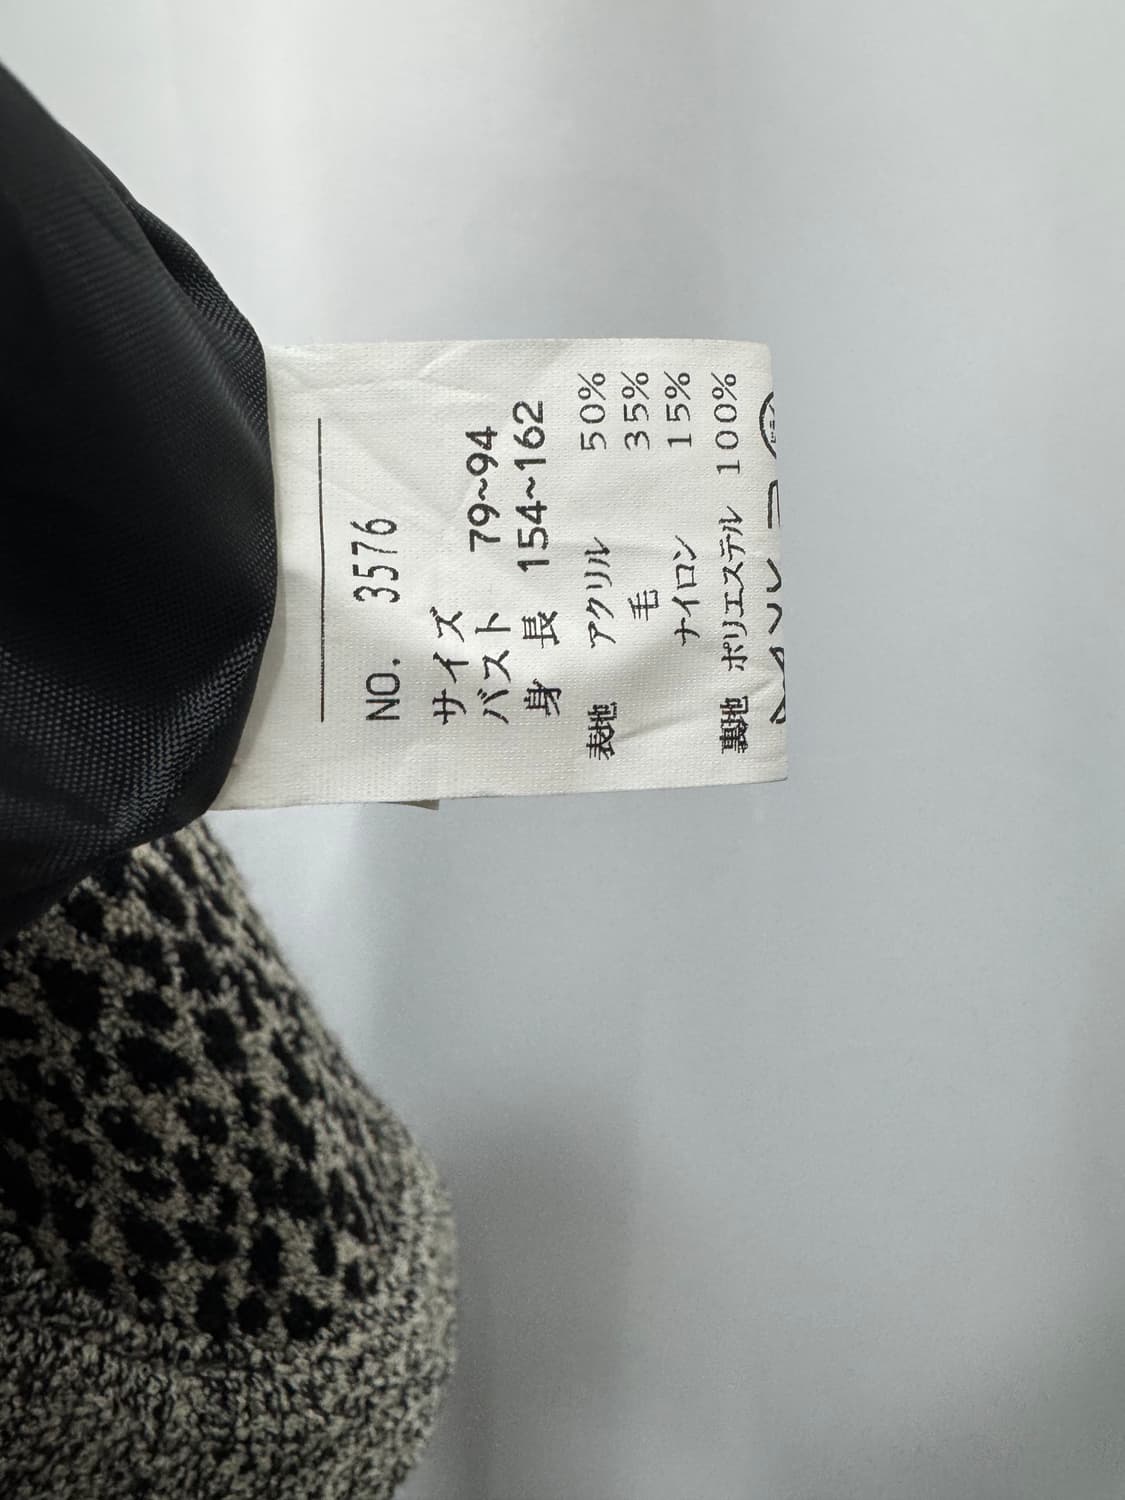 NO. 3576
サイズ
バスト 79~94
身 長 154~162
表地 アクリル 50%
毛 35%
ナイロン 15%
裏地 ポリエステル 100%